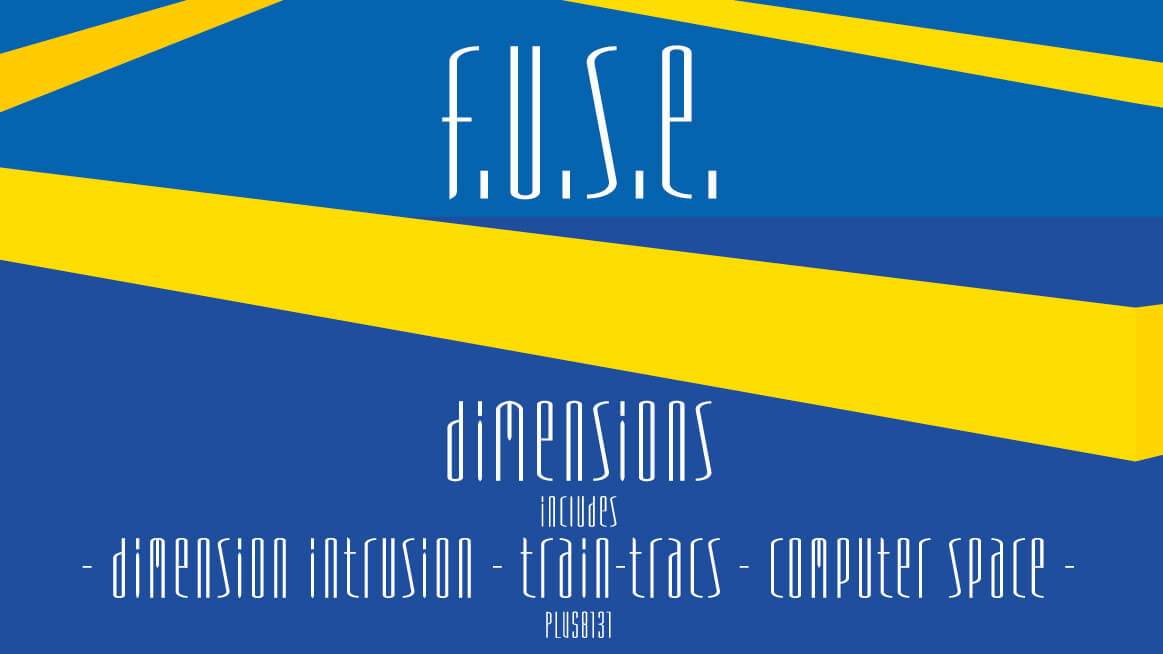 f.u.s.e.
dimensions
includes
- dimension intrusion - train-tracs - computer space -
PLUS8131